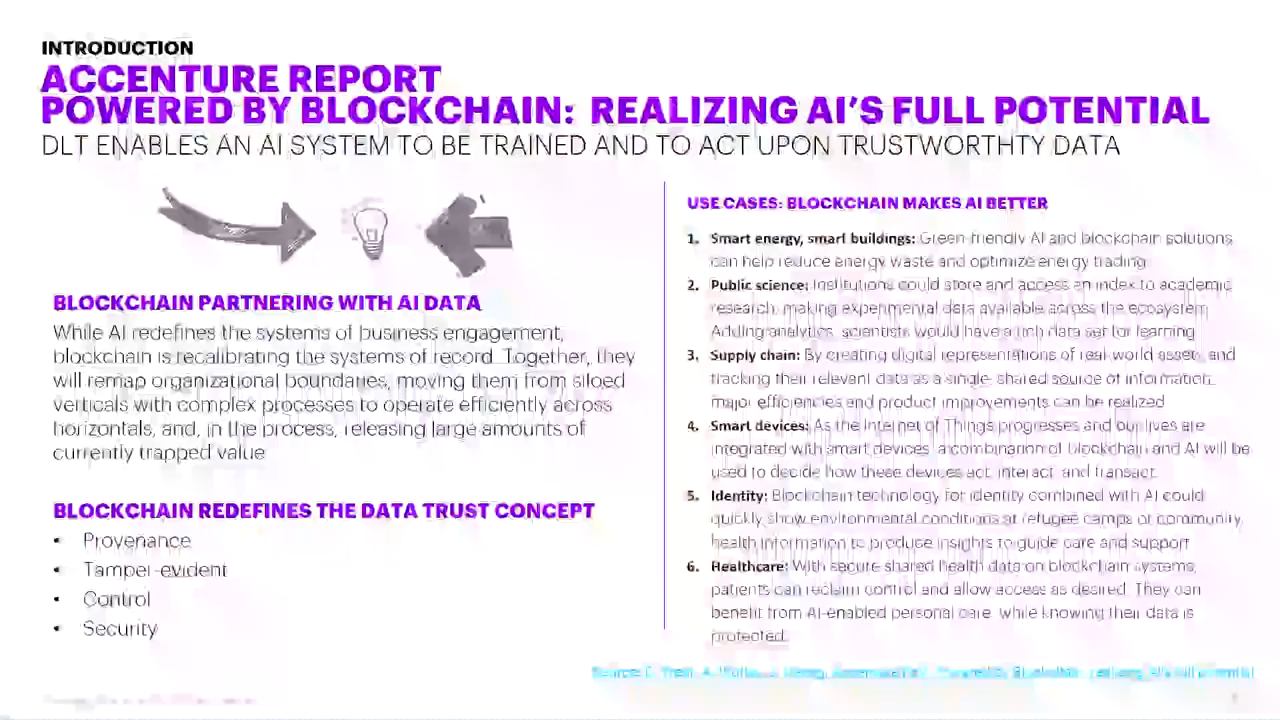 INTRODUCTION
ACCENTURE REPORT
POWERED BY BLOCKCHAIN: REALIZING AI'S FULL POTENTIAL
DLT ENABLES AN AI SYSTEM TO BE TRAINED AND TO ACT UPON TRUSTWORTHTY DATA
BLOCKCHAIN PARTNERING WITH AI DATA
While AI redefines the systems of business engagement,
blockchain is recalibrating the systems of record. Together, they
will remap organizational boundaries, moving them from siloed
verticals with complex processes to operate efficiently across
horizontals, and, in the process, releasing large amounts of
currently trapped value
BLOCKCHAIN REDEFINES THE DATA TRUST CONCEPT
• Provenance
• Tamper-evident
• Control
• Security
USE CASES: BLOCKCHAIN MAKES AI BETTER
1. Smart energy, smart buildings: Green-friendly AI and blockchain solutions
can help reduce energy waste and optimize energy trading
2. Public science: Institutions could store and access an index to academic
research, making experimental data available across the ecosystem
Adding analytics, scientists would have a rich data set for learning
3. Supply chain: By creating digital representations of real-world assets and
tracking their relevant data as a single, shared source of information,
major efficiencies and product improvements can be realized
4. Smart devices: As the Internet of Things progresses and our lives are
integrated with smart devices, a combination of blockchain and AI will be
used to decide how these devices act, interact, and transact.
5. Identity: Blockchain technology for identity combined with AI could
quickly show environmental conditions at refugee camps or community
health information to produce insights to guide care and support
6. Healthcare: With secure shared health data on blockchain systems,
patients can reclaim control and allow access as desired. They can
benefit from AI-enabled personal care, while knowing their data is
protected.